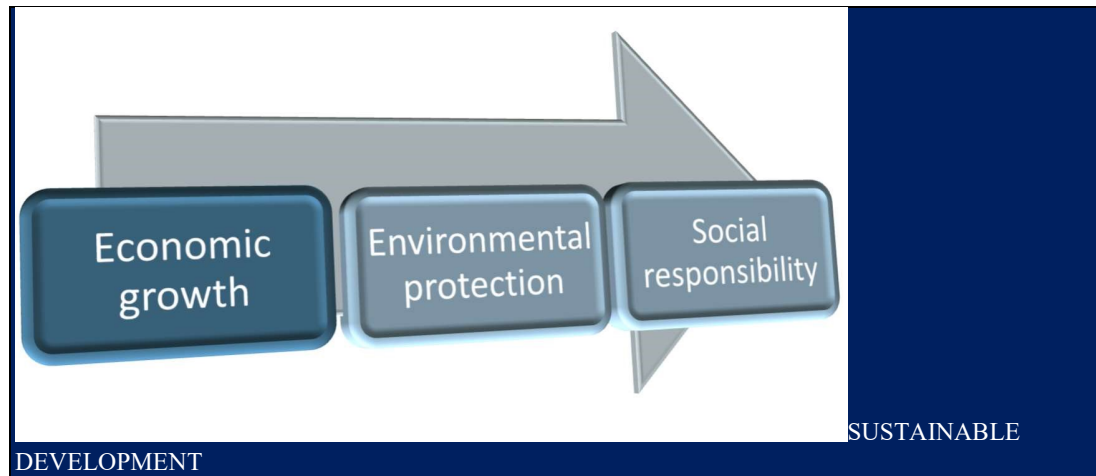 Economic
growth
Environmental
protection
Social
responsibility
SUSTAINABLE
DEVELOPMENT